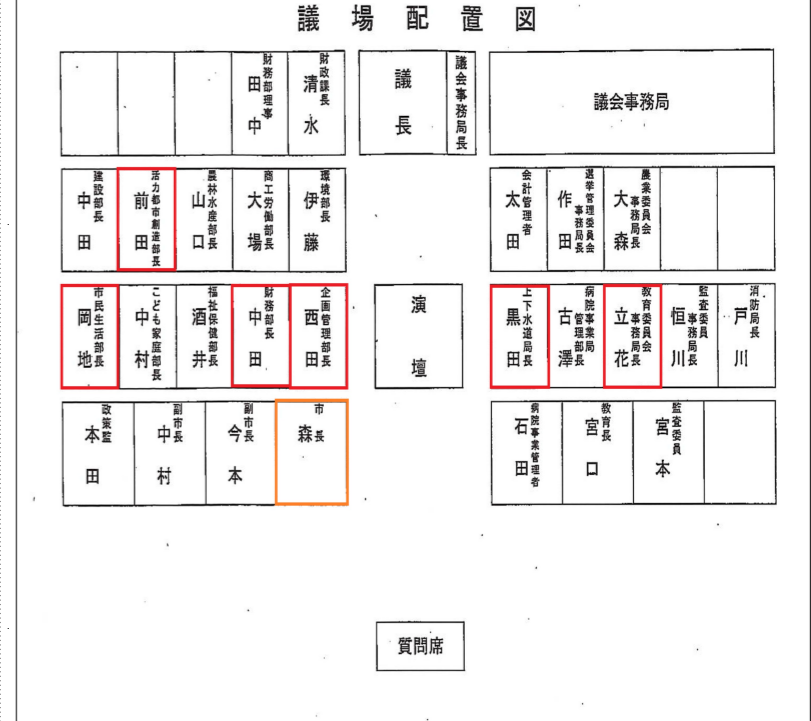 議場配置図
財務部理事
田中
財政課長
清水
議長
議会事務局長
議会事務局
建設部長
中田
活力都市創造部長
前田
農林水産部長
山口
商工労働部長
大場
環境部長
伊藤
会計管理者
太田
選挙管理委員会事務局長
作田
農業委員会事務局長
大森
市民生活部長
岡地
こども家庭部長
中村
福祉保健部長
酒井
財務部長
中田
企画管理部長
西田
演壇
上下水道局長
黒田
病院事業局管理部長
古澤
教育委員会事務局長
立花
監査委員事務局長
恒川
消防局長
戸川
政策監
本田
副市長
中村
副市長
今本
市長
森
病院事業管理者
石田
教育長
宮口
監査委員
宮本
質問席